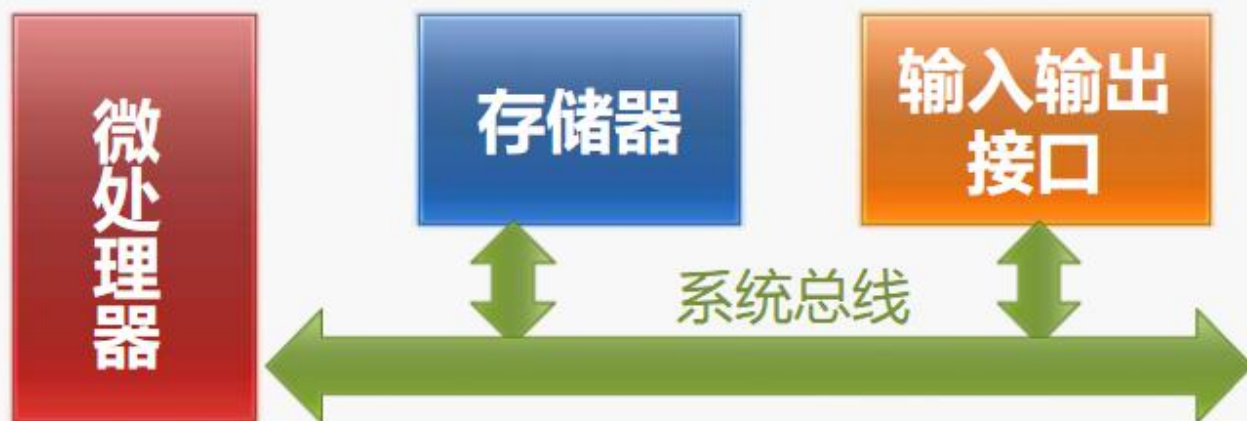 微处理器
存储器
输入输出
接口
系统总线